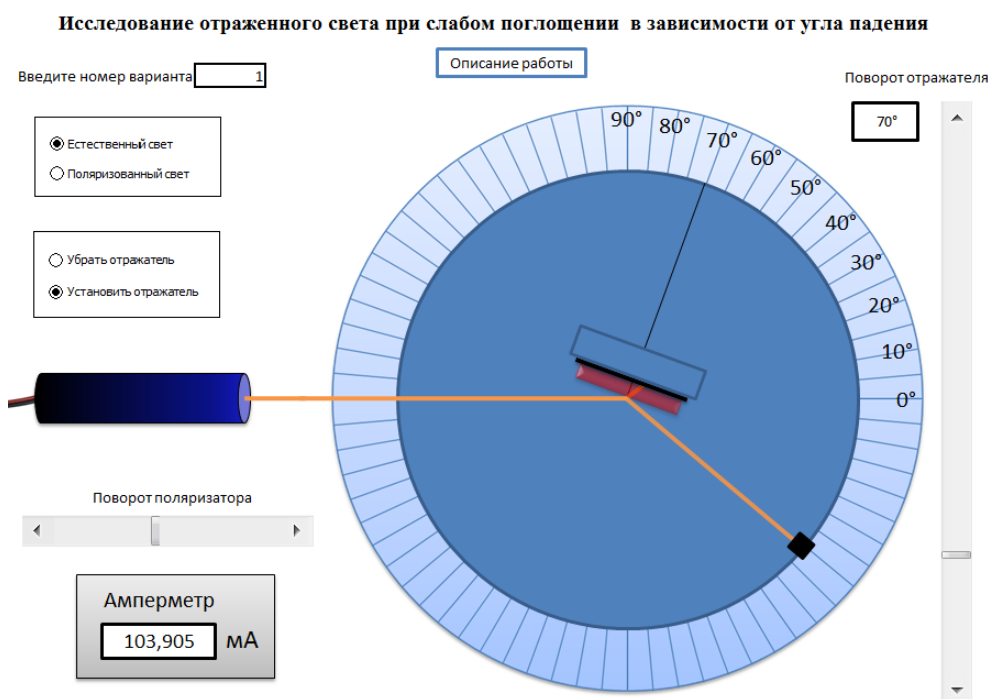 Исследование отраженного света при слабом поглощении в зависимости от угла падения
Описание работы
Введите номер варианта 1
Поворот отражателя
70°
Естественный свет
Поляризованный свет
Убрать отражатель
Установить отражатель
90°
80°
70°
60°
50°
40°
30°
20°
10°
0°
Поворот поляризатора
Амперметр
103,905 мА